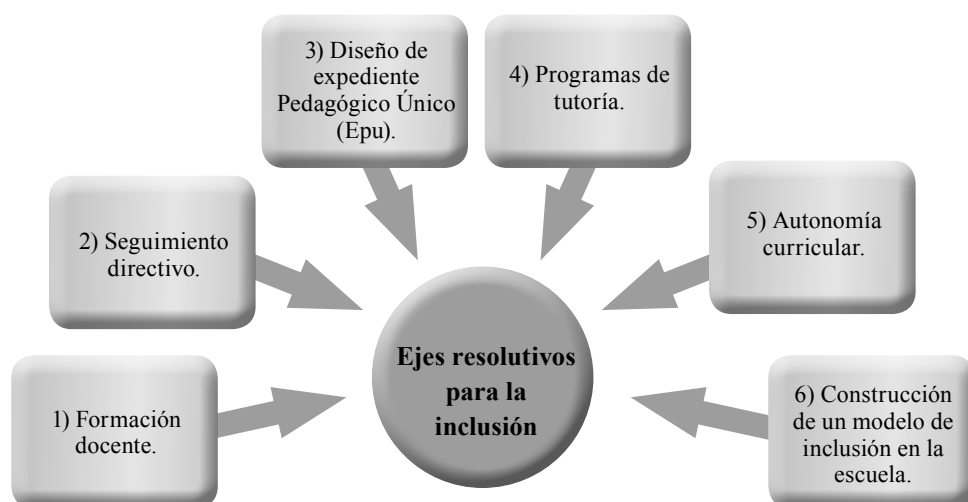 3) Diseño de
expediente
Pedagógico Único
(Epu).
4) Programas de
tutoría.
2) Seguimiento
directivo.
5) Autonomía
curricular.
Ejes resolutivos
para la
inclusión
1) Formación
docente.
6) Construcción
de un modelo de
inclusión en la
escuela.